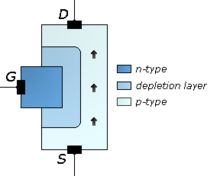 D
G
n-type
depletion layer
p-type
S